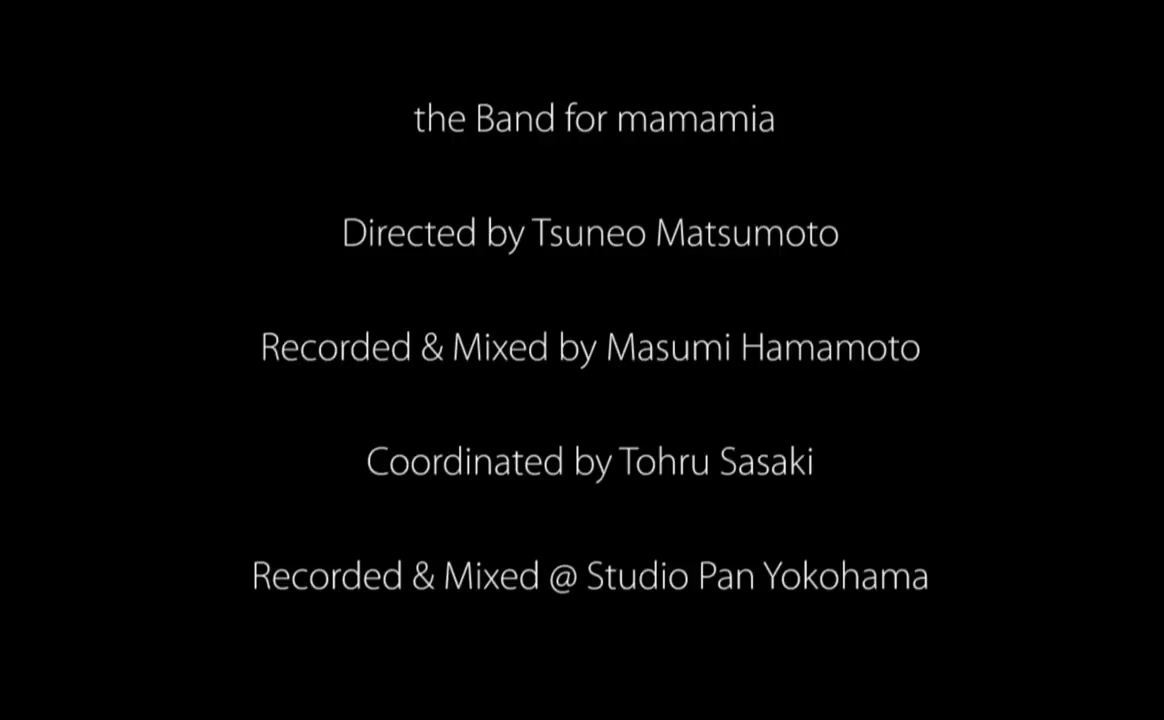 the Band for mamamia
Directed by Tsuneo Matsumoto
Recorded & Mixed by Masumi Hamamoto
Coordinated by Tohru Sasaki
Recorded & Mixed @ Studio Pan Yokohama